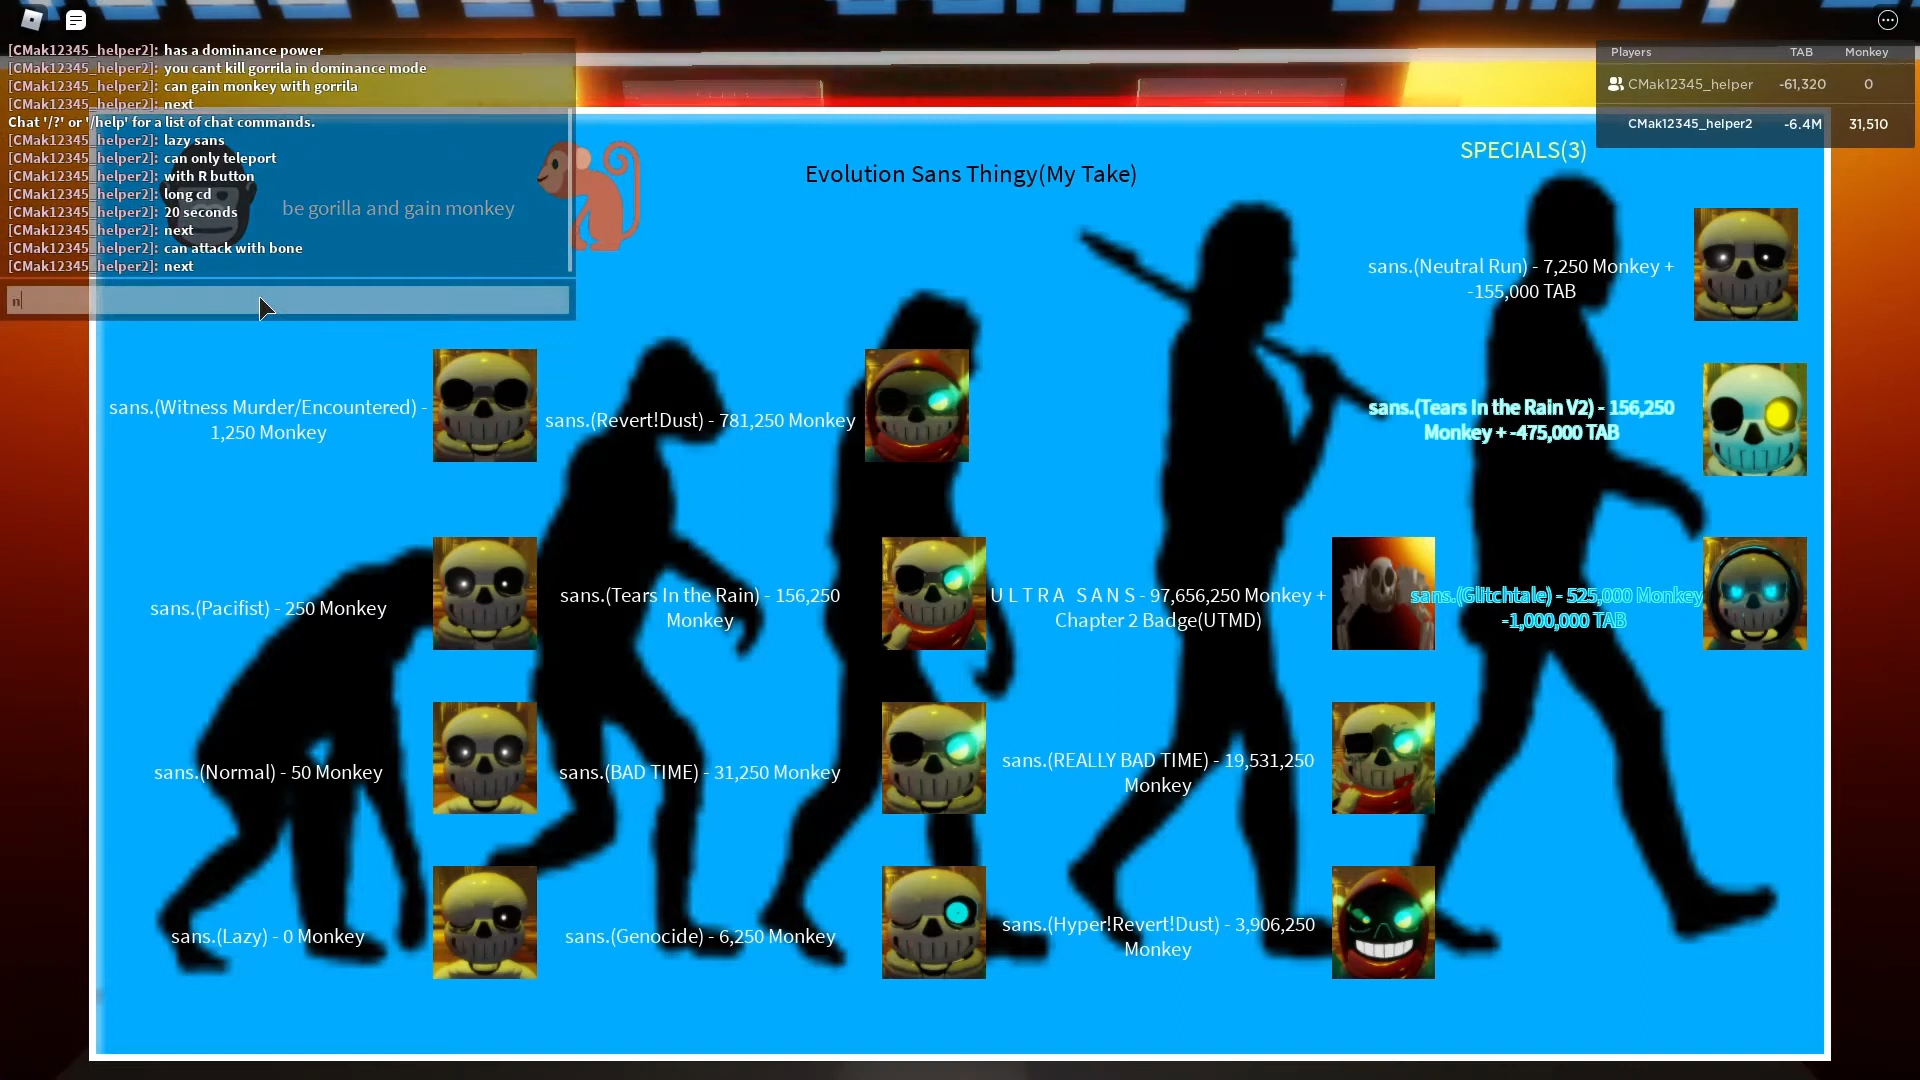 [CMak12345_helper2]: has a dominance power
[CMak12345_helper2]: you cant kill gorrila in dominance mode
[CMak12345_helper2]: can gain monkey with gorrila
[CMak12345_helper2]: next
Chat '/?' or '/help' for a list of chat commands.
[CMak12345_helper2]: lazy sans
[CMak12345_helper2]: can only teleport
[CMak12345_helper2]: with R button
[CMak12345_helper2]: long cd
[CMak12345_helper2]: 20 seconds
[CMak12345_helper2]: next
[CMak12345_helper2]: can attack with bone
[CMak12345_helper2]: next
n
be gorilla and gain monkey
Players TAB Monkey
CMak12345_helper -61,320 0
CMak12345_helper2 -6.4M 31,510
Evolution Sans Thingy(My Take)
SPECIALS(3)
sans.(Neutral Run) - 7,250 Monkey +
-155,000 TAB
sans.(Witness Murder/Encountered) -
1,250 Monkey
sans.(Revert!Dust) - 781,250 Monkey
sans.(Tears In the Rain V2) - 156,250
Monkey + -475,000 TAB
sans.(Pacifist) - 250 Monkey
sans.(Tears In the Rain) - 156,250
Monkey
U L T R A S A N S - 97,656,250 Monkey +
Chapter 2 Badge(UTMD)
sans.(Glitchtale) - 525,000 Monkey
-1,000,000 TAB
sans.(Normal) - 50 Monkey
sans.(BAD TIME) - 31,250 Monkey
sans.(REALLY BAD TIME) - 19,531,250
Monkey
sans.(Lazy) - 0 Monkey
sans.(Genocide) - 6,250 Monkey
sans.(Hyper!Revert!Dust) - 3,906,250
Monkey